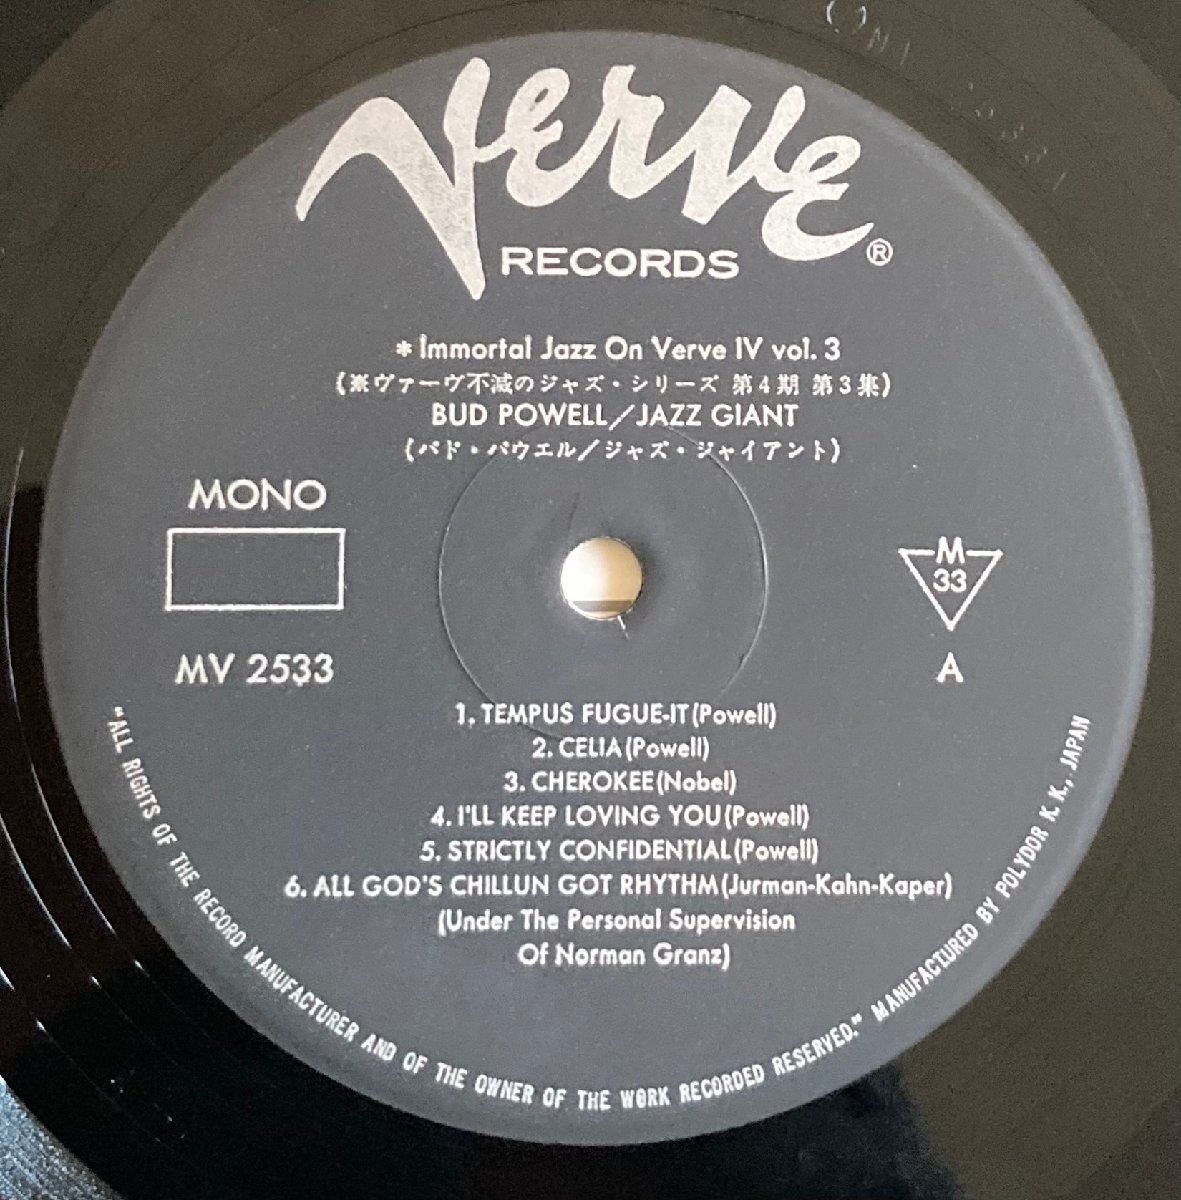 Verve
RECORDS ®
* Immortal Jazz On Verve IV vol. 3
(※ヴァーヴ不滅のジャズ・シリーズ 第4期 第3集)
BUD POWELL/JAZZ GIANT
(バド・パウエル/ジャズ・ジャイアント)
MONO
MV 2533
M
33
A
1. TEMPUS FUGUE-IT (Powell)
2. CELIA (Powell)
3. CHEROKEE (Nobel)
4. I'LL KEEP LOVING YOU (Powell)
5. STRICTLY CONFIDENTIAL (Powell)
6. ALL GOD'S CHILLUN GOT RHYTHM (Jurman-Kahn-Kaper)
(Under The Personal Supervision
Of Norman Granz)
"ALL RIGHTS OF THE RECORD MANUFACTURER AND OF THE OWNER OF THE WORK RECORDED RESERVED." MANUFACTURED BY POLYDOR K. K., JAPAN